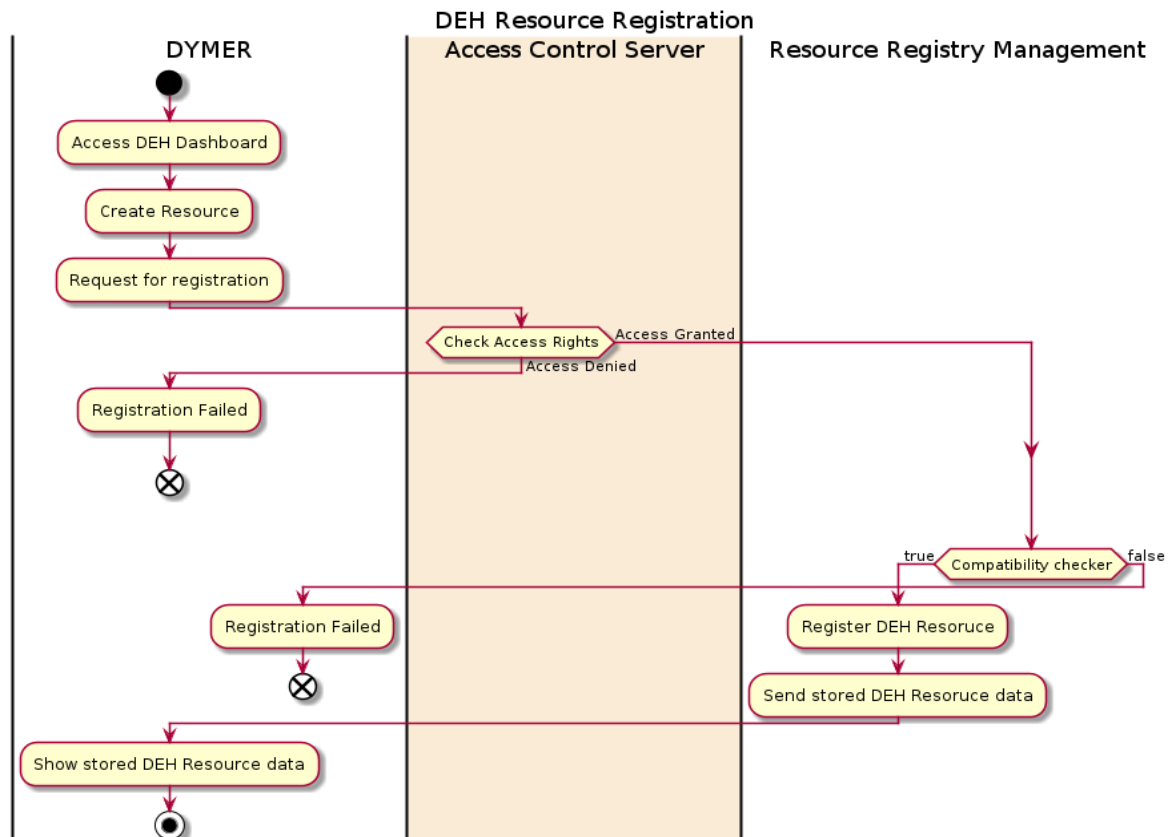 DEH Resource Registration
DYMER
Access Control Server
Resource Registry Management
Access DEH Dashboard
Create Resource
Request for registration
Check Access Rights
Access Granted
Access Denied
Registration Failed
true
Compatibility checker
false
Registration Failed
Register DEH Resoruce
Send stored DEH Resoruce data
Show stored DEH Resource data